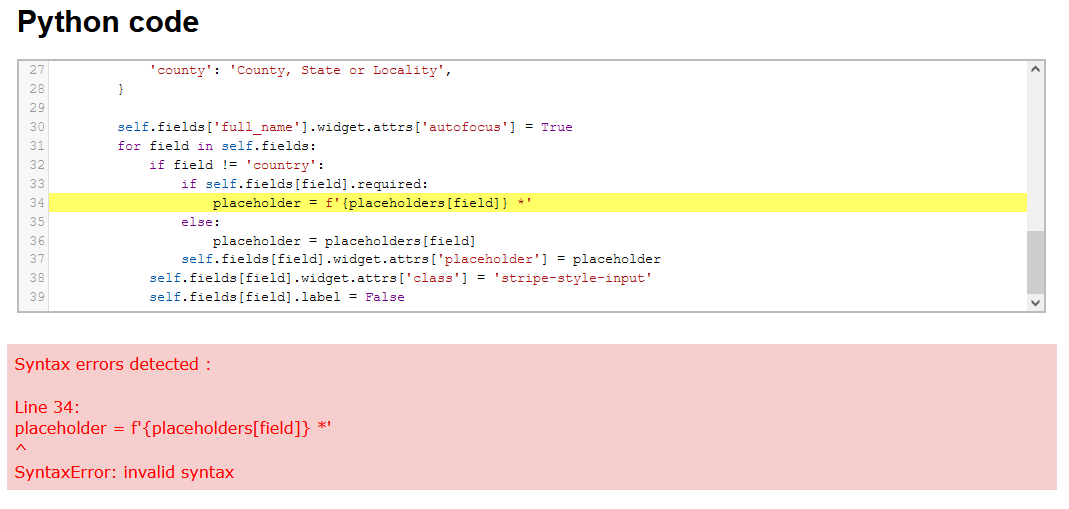 Python code
27 'county': 'County, State or Locality',
28 }
29
30 self.fields['full_name'].widget.attrs['autofocus'] = True
31 for field in self.fields:
32 if field != 'country':
33 if self.fields[field].required:
34 placeholder = f'{placeholders[field]} *'
35 else:
36 placeholder = placeholders[field]
37 self.fields[field].widget.attrs['placeholder'] = placeholder
38 self.fields[field].widget.attrs['class'] = 'stripe-style-input'
39 self.fields[field].label = False
Syntax errors detected :
Line 34:
placeholder = f'{placeholders[field]} *'
^
SyntaxError: invalid syntax